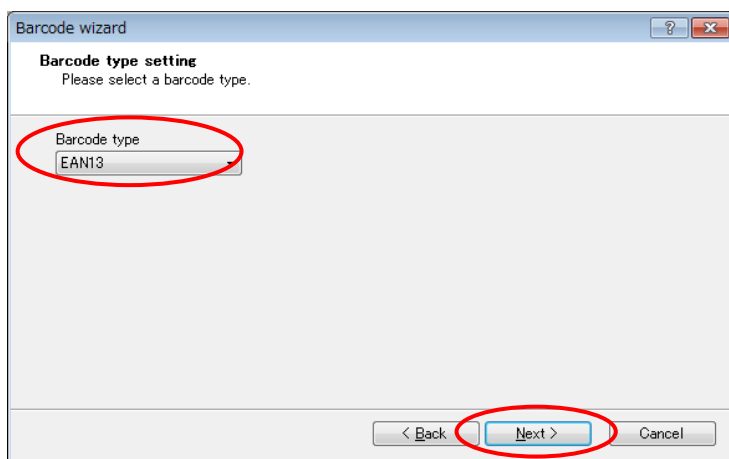 Barcode wizard
Barcode type setting
Please select a barcode type.
Barcode type
EAN13
< Back
Next >
Cancel